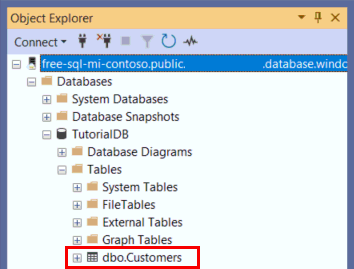 Object Explorer
Connect
free-sql-mi-contoso.public. .database.windc
Databases
System Databases
Database Snapshots
TutorialDB
Database Diagrams
Tables
System Tables
FileTables
External Tables
Graph Tables
dbo.Customers